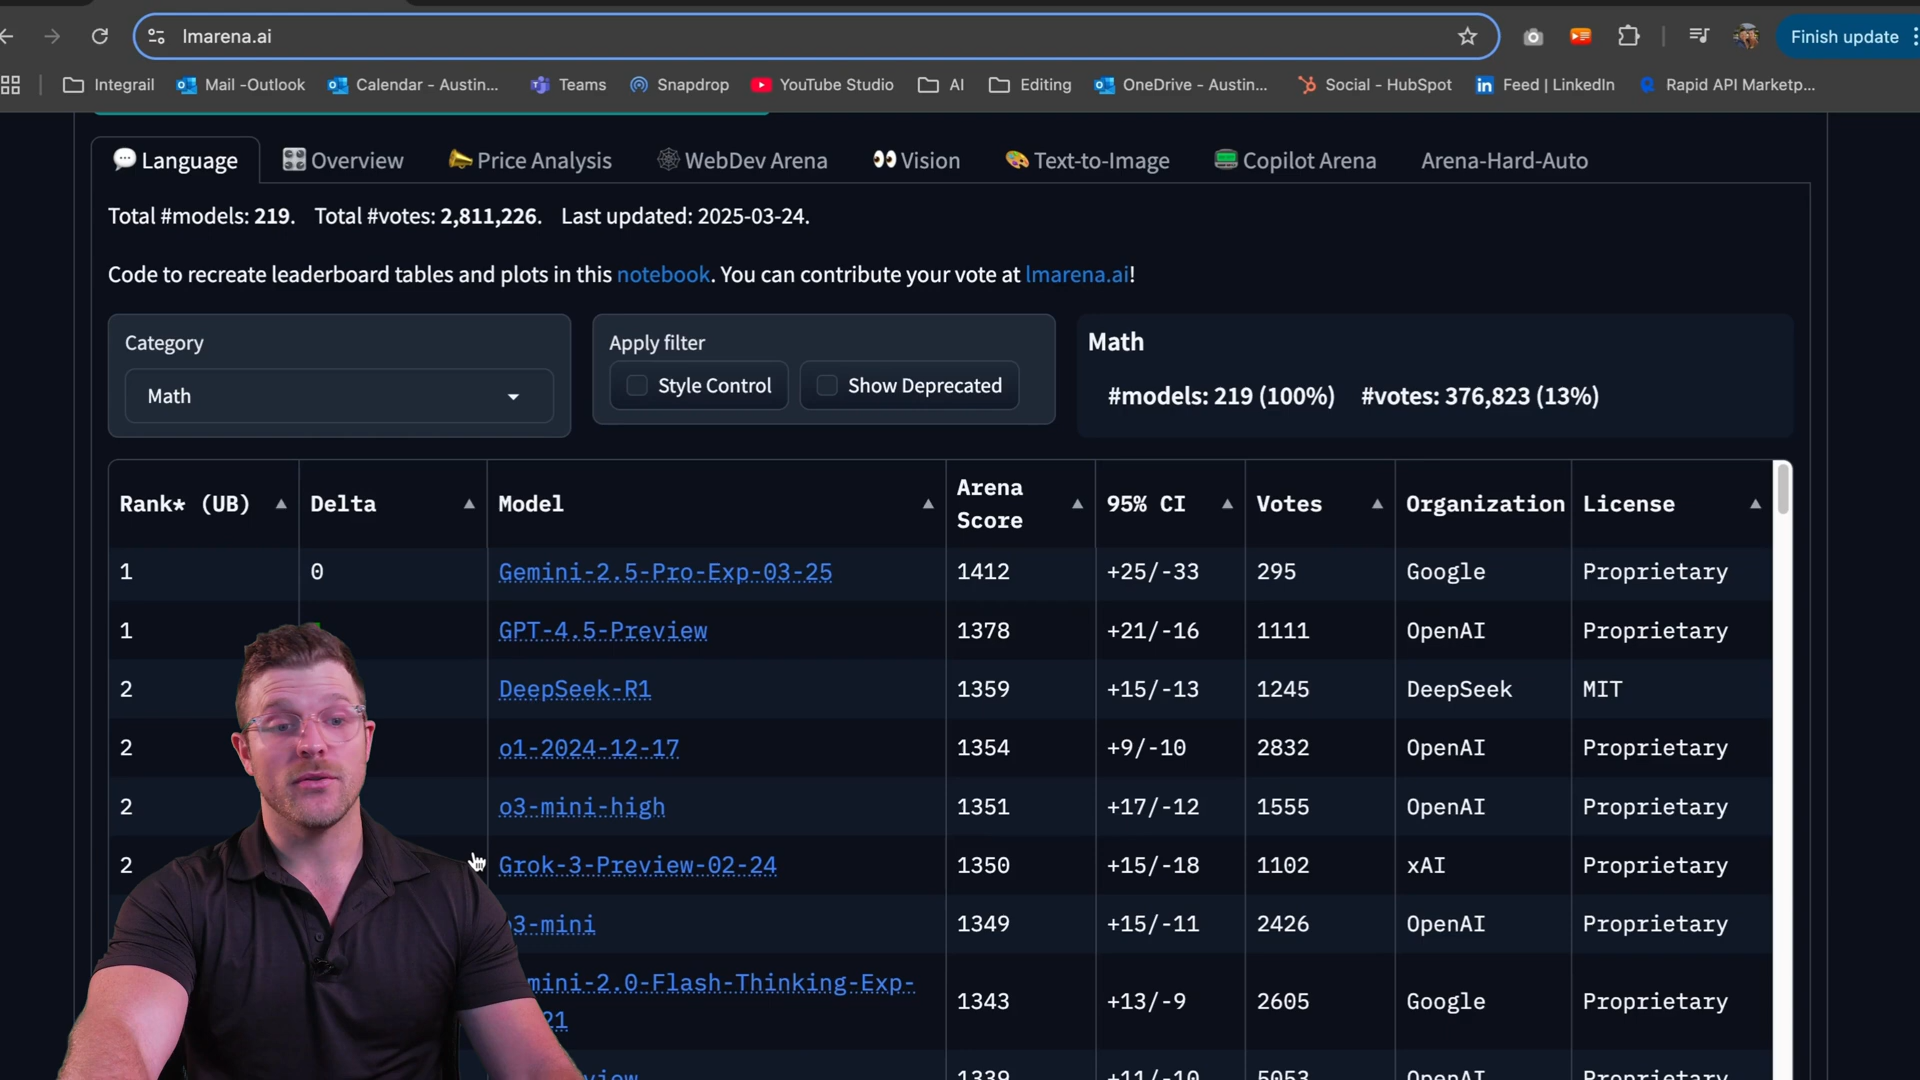 lmarena.ai
Finish update
Integrail
Mail -Outlook
Calendar - Austin...
Teams
Snapdrop
YouTube Studio
AI
Editing
OneDrive - Austin...
Social - HubSpot
Feed | LinkedIn
Rapid API Marketp...
Language
Overview
Price Analysis
WebDev Arena
Vision
Text-to-Image
Copilot Arena
Arena-Hard-Auto
Total #models: 219. Total #votes: 2,811,226. Last updated: 2025-03-24.
Code to recreate leaderboard tables and plots in this notebook. You can contribute your vote at lmarena.ai!
Category
Math
Apply filter
Style Control
Show Deprecated
Math
#models: 219 (100%) #votes: 376,823 (13%)
Rank* (UB) Delta Model Arena Score 95% CI Votes Organization License
1 0 Gemini-2.5-Pro-Exp-03-25 1412 +25/-33 295 Google Proprietary
1 GPT-4.5-Preview 1378 +21/-16 1111 OpenAI Proprietary
2 DeepSeek-R1 1359 +15/-13 1245 DeepSeek MIT
2 o1-2024-12-17 1354 +9/-10 2832 OpenAI Proprietary
2 o3-mini-high 1351 +17/-12 1555 OpenAI Proprietary
2 Grok-3-Preview-02-24 1350 +15/-18 1102 xAI Proprietary
3-mini 1349 +15/-11 2426 OpenAI Proprietary
mini-2.0-Flash-Thinking-Exp-
21 1343 +13/-9 2605 Google Proprietary
1339 +11/-10 5053 OpenAI Proprietary